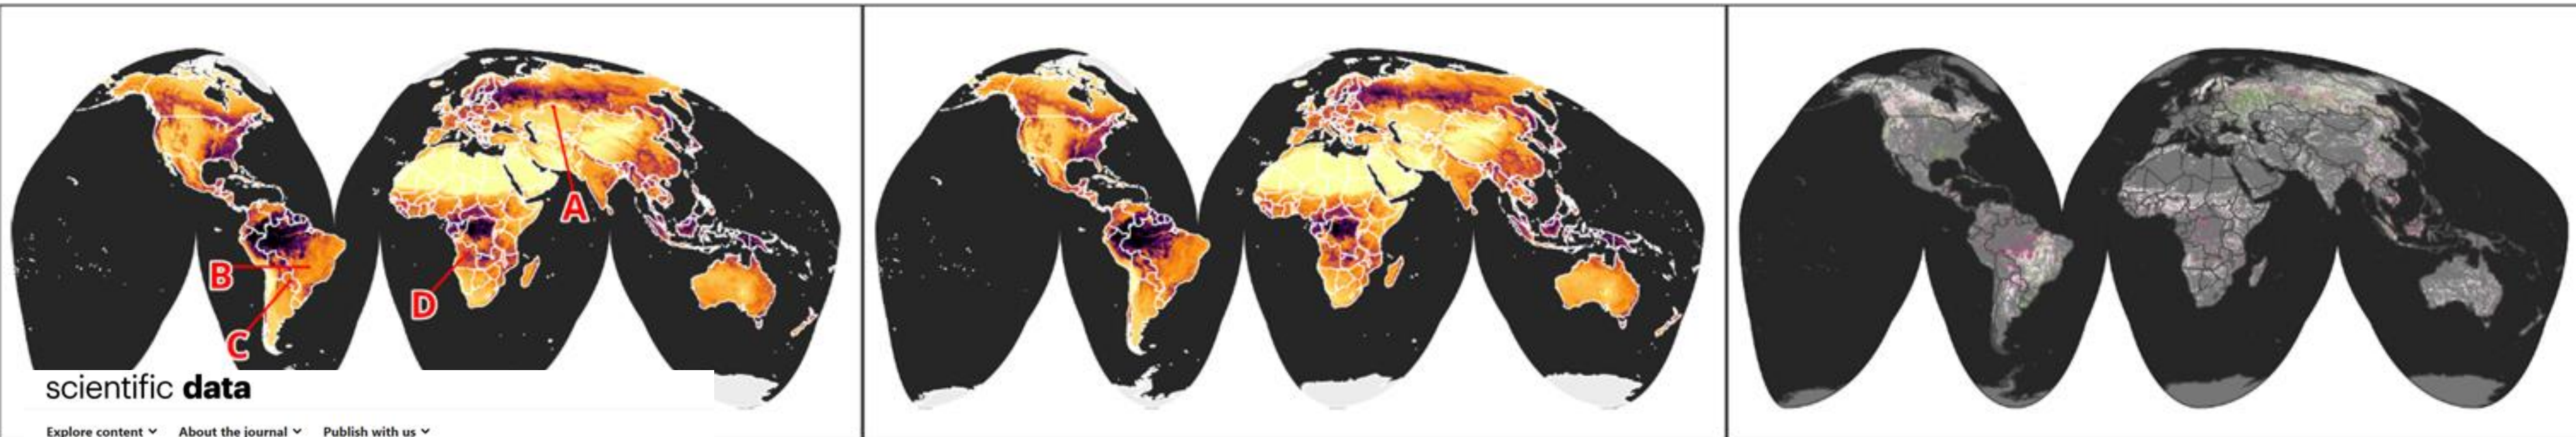 A
B
D
C
scientific data
Explore content
About the journal
Publish with us